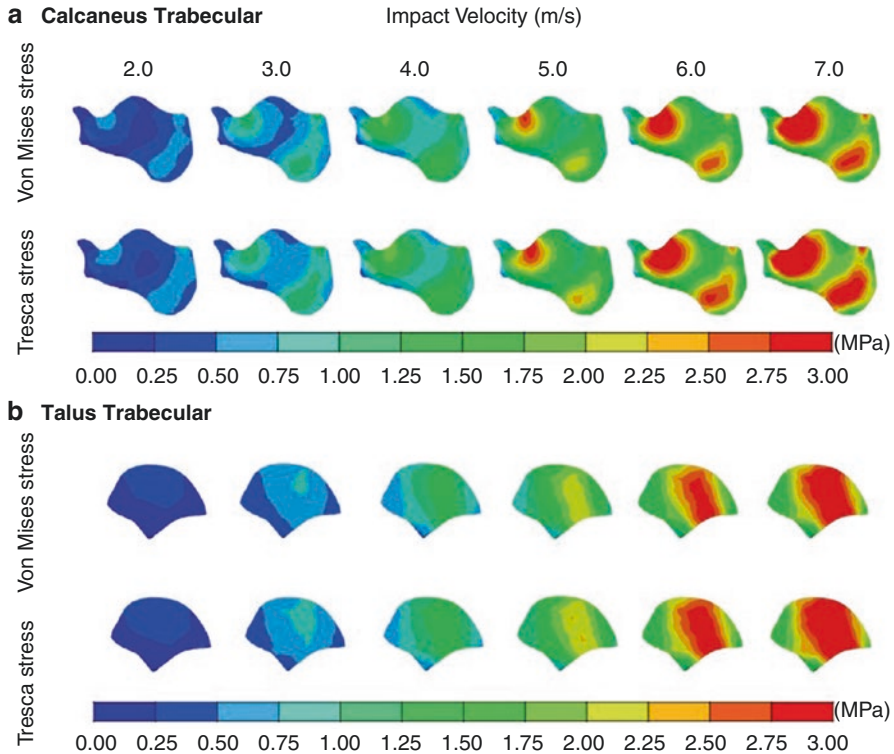 a Calcaneus Trabecular Impact Velocity (m/s)
2.0 3.0 4.0 5.0 6.0 7.0
Von Mises stress
Tresca stress
(MPa)
0.00 0.25 0.50 0.75 1.00 1.25 1.50 1.75 2.00 2.25 2.50 2.75 3.00
b Talus Trabecular
Von Mises stress
Tresca stress
(MPa)
0.00 0.25 0.50 0.75 1.00 1.25 1.50 1.75 2.00 2.25 2.50 2.75 3.00